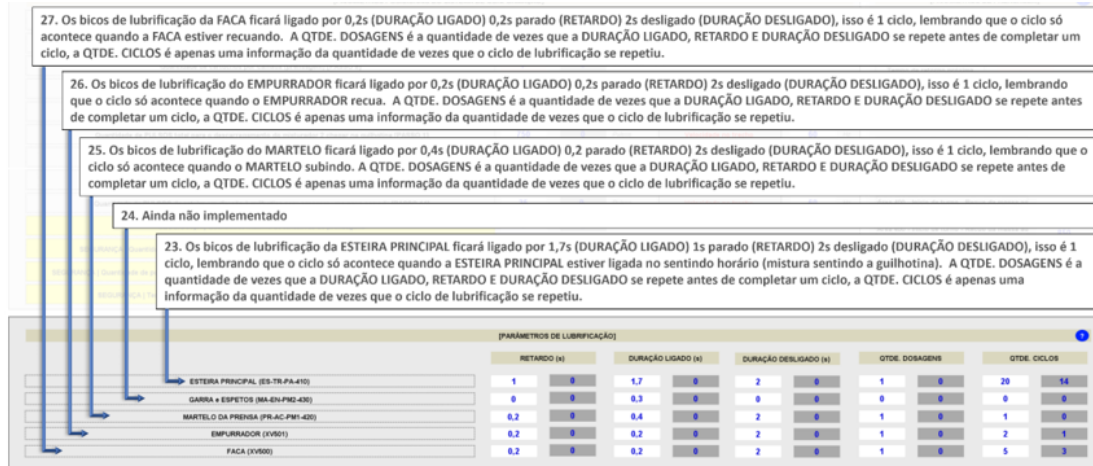 27. Os bicos de lubrificação da FACA ficará ligado por 0,2s (DURAÇÃO LIGADO) 0,2s parado (RETARDO) 2s desligado (DURAÇÃO DESLIGADO), isso é 1 ciclo, lembrando que o ciclo só
acontece quando a FACA estiver recuando. A QTDE. DOSAGENS é a quantidade de vezes que a DURAÇÃO LIGADO, RETARDO E DURAÇÃO DESLIGADO se repete antes de completar um
ciclo, a QTDE. CICLOS é apenas uma informação da quantidade de vezes que o ciclo de lubrificação se repetiu.
26. Os bicos de lubrificação do EMPURRADOR ficará ligado por 0,2s (DURAÇÃO LIGADO) 0,2s parado (RETARDO) 2s desligado (DURAÇÃO DESLIGADO), isso é 1 ciclo, lembrando
que o ciclo só acontece quando o EMPURRADOR recua. A QTDE. DOSAGENS é a quantidade de vezes que a DURAÇÃO LIGADO, RETARDO E DURAÇÃO DESLIGADO se repete antes
de completar um ciclo, a QTDE. CICLOS é apenas uma informação da quantidade de vezes que o ciclo de lubrificação se repetiu.
25. Os bicos de lubrificação do MARTELO ficará ligado por 0,4s (DURAÇÃO LIGADO) 0,2 parado (RETARDO) 2s desligado (DURAÇÃO DESLIGADO), isso é 1 ciclo, lembrando que o
ciclo só acontece quando o MARTELO subindo. A QTDE. DOSAGENS é a quantidade de vezes que a DURAÇÃO LIGADO, RETARDO E DURAÇÃO DESLIGADO se repete antes de
completar um ciclo, a QTDE. CICLOS é apenas uma informação da quantidade de vezes que o ciclo de lubrificação se repetiu.
24. Ainda não implementado
23. Os bicos de lubrificação da ESTEIRA PRINCIPAL ficará ligado por 1,7s (DURAÇÃO LIGADO) 1s parado (RETARDO) 2s desligado (DURAÇÃO DESLIGADO), isso é 1
ciclo, lembrando que o ciclo só acontece quando a ESTEIRA PRINCIPAL estiver ligada no sentindo horário (mistura sentindo a guilhotina). A QTDE. DOSAGENS é a
quantidade de vezes que a DURAÇÃO LIGADO, RETARDO E DURAÇÃO DESLIGADO se repete antes de completar um ciclo, a QTDE. CICLOS é apenas uma
informação da quantidade de vezes que o ciclo de lubrificação se repetiu.
[PARÂMETROS DE LUBRIFICAÇÃO] ?
RETARDO (s) DURAÇÃO LIGADO (s) DURAÇÃO DESLIGADO (s) QTDE. DOSAGENS QTDE. CICLOS
ESTEIRA PRINCIPAL (ES-TR-PA-410) 1 0 1,7 0 2 0 1 0 20 14
GARRA e ESPETOS (MA-EN-PM2-430) 0 0 0,3 0 0 0 0 0 0 0
MARTELO DA PRENSA (PR-AC-PM1-420) 0,2 0 0,4 0 2 0 1 0 1 0
EMPURRADOR (XV501) 0,2 0 0,2 0 2 0 1 0 2 1
FACA (XV500) 0,2 0 0,2 0 2 0 1 0 5 3